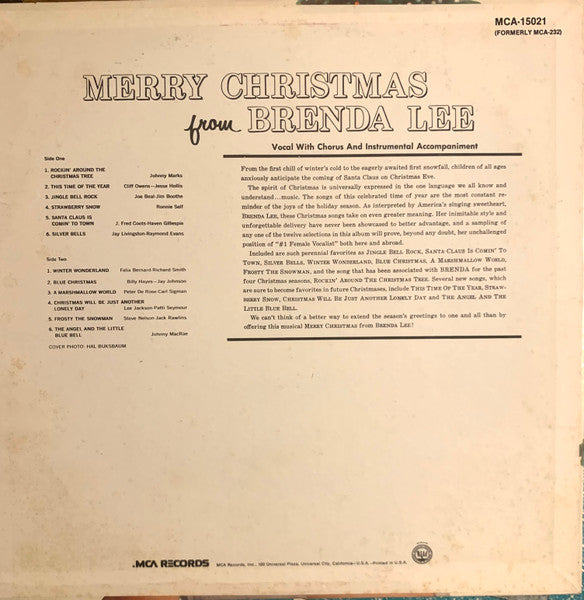 MCA-15021
(FORMERLY MCA-232)
MERRY CHRISTMAS
from BRENDA LEE
Vocal With Chorus And Instrumental Accompaniment
Side One
1. ROCKIN' AROUND THE
CHRISTMAS TREE Johnny Marks
2. THIS TIME OF THE YEAR Cliff Owens-Jesse Hollis
3. JINGLE BELL ROCK Joe Beal-Jim Boothe
4. STRAWBERRY SNOW Ronnie Self
5. SANTA CLAUS IS
COMIN' TO TOWN J. Fred Coots-Haven Gillespie
6. SILVER BELLS Jay Livingston-Raymond Evans
Side Two
1. WINTER WONDERLAND Felix Bernard-Richard Smith
2. BLUE CHRISTMAS Billy Hayes-Jay Johnson
3. A MARSHMALLOW WORLD Peter De Rose-Carl Sigman
4. CHRISTMAS WILL BE JUST ANOTHER
LONELY DAY Lee Jackson-Patti Seymour
5. FROSTY THE SNOWMAN Steve Nelson-Jack Rawlins
6. THE ANGEL AND THE LITTLE
BLUE BELL Johnny MacRae
COVER PHOTO: HAL BUKSBAUM
From the first chill of winter's cold to the eagerly awaited first snowfall, children of all ages
anxiously anticipate the coming of Santa Claus on Christmas Eve.
The spirit of Christmas is universally expressed in the one language we all know and
understand...music. The songs of this celebrated time of year are the most constant re-
minder of the joys of the holiday season. As interpreted by America's singing sweetheart,
BRENDA LEE, these Christmas songs take on even greater meaning. Her inimitable style and
unforgettable delivery have never been showcased to better advantage, and a sampling of
any one of the twelve selections in this album will prove, beyond any doubt, her unchallenged
position of "#1 Female Vocalist" both here and abroad.
Included are such perennial favorites as JINGLE BELL ROCK, SANTA CLAUS IS COMIN' TO
TOWN, SILVER BELLS, WINTER WONDERLAND, BLUE CHRISTMAS, A MARSHMALLOW WORLD,
FROSTY THE SNOWMAN, and the song that has been associated with BRENDA for the past
four Christmas seasons, ROCKIN' AROUND THE CHRISTMAS TREE. Several new songs, which
are sure to become favorites in future Christmases, include THIS TIME OF THE YEAR, STRAW-
BERRY SNOW, CHRISTMAS WILL BE JUST ANOTHER LONELY DAY and THE ANGEL AND THE
LITTLE BLUE BELL.
We can't think of a better way to extend the season's greetings to one and all than by
offering this musical MERRY CHRISTMAS from BRENDA LEE!
.MCA RECORDS MCA Records, Inc., 100 Universal Plaza, Universal City, California-U.S.A.-Printed in U.S.A.